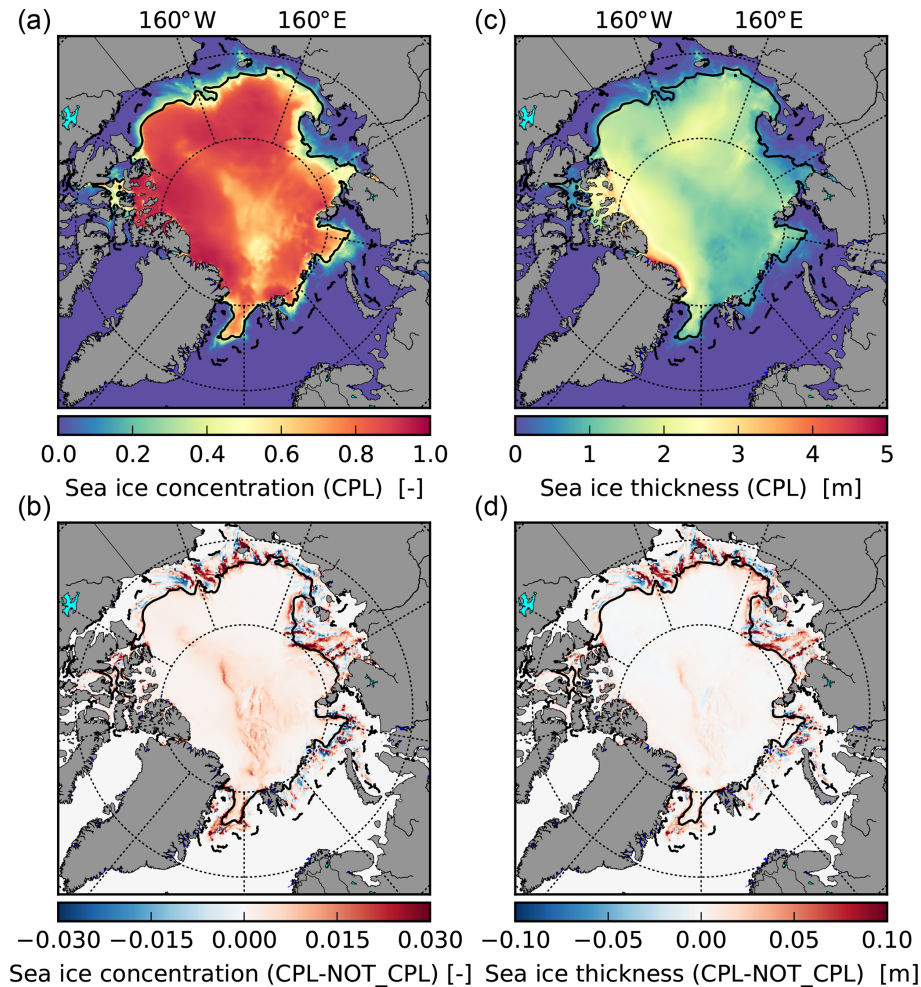 (a) 160°W 160°E
(c) 160°W 160°E
0.0 0.2 0.4 0.6 0.8 1.0
Sea ice concentration (CPL) [-]
0 1 2 3 4 5
Sea ice thickness (CPL) [m]
(b)
(d)
−0.030 −0.015 0.000 0.015 0.030
Sea ice concentration (CPL-NOT_CPL) [-]
−0.10 −0.05 0.00 0.05 0.10
Sea ice thickness (CPL-NOT_CPL) [m]